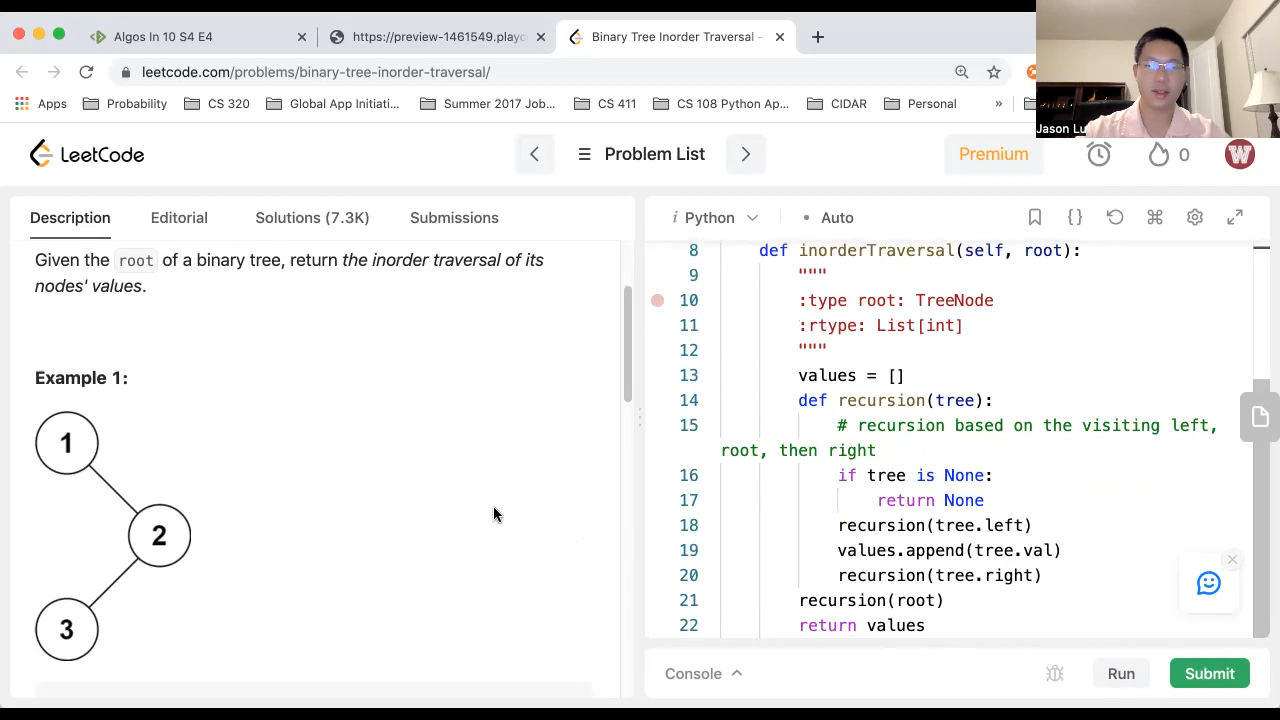 Algos In 10 S4 E4
https://preview-1461549.playc
Binary Tree Inorder Traversal -
leetcode.com/problems/binary-tree-inorder-traversal/
Apps
Probability
CS 320
Global App Initiati...
Summer 2017 Job...
CS 411
CS 108 Python Ap...
CIDAR
Personal
»
Jason Lu
LeetCode
Problem List
Premium
0
W
Description
Editorial
Solutions (7.3K)
Submissions
Given the root of a binary tree, return the inorder traversal of its
nodes' values.
Example 1:
1
2
3
i Python
• Auto
8 def inorderTraversal(self, root):
9 """
10 :type root: TreeNode
11 :rtype: List[int]
12 """
13 values = []
14 def recursion(tree):
15 # recursion based on the visiting left,
root, then right
16 if tree is None:
17 return None
18 recursion(tree.left)
19 values.append(tree.val)
20 recursion(tree.right)
21 recursion(root)
22 return values
Console
Run
Submit